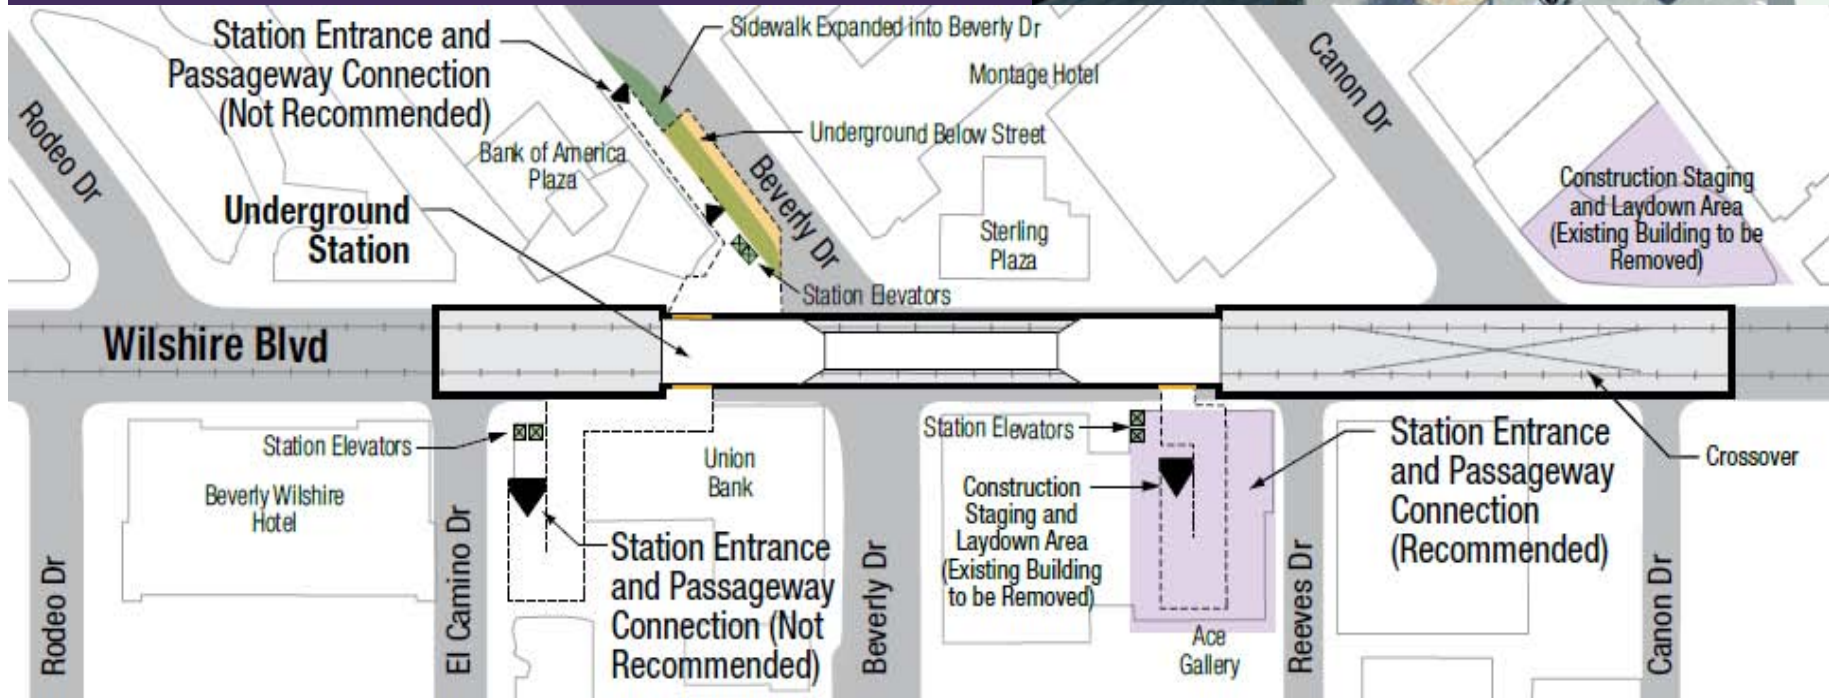 Station Entrance and
Passageway Connection
(Not Recommended)
Sidewalk Expanded into Beverly Dr
Montage Hotel
Canon Dr
Rodeo Dr
Underground Below Street
Bank of America
Plaza
Beverly Dr
Construction Staging
and Laydown Area
(Existing Building to be
Removed)
Underground
Station
Sterling
Plaza
Station Elevators
Wilshire Blvd
Station Elevators
Beverly Wilshire
Hotel
Union
Bank
Station Elevators
Construction
Staging and
Laydown Area
(Existing Building
to be Removed)
Station Entrance
and Passageway
Connection
(Recommended)
Crossover
Station Entrance
and Passageway
Connection (Not
Recommended)
Ace
Gallery
Rodeo Dr
El Camino Dr
Beverly Dr
Reeves Dr
Canon Dr